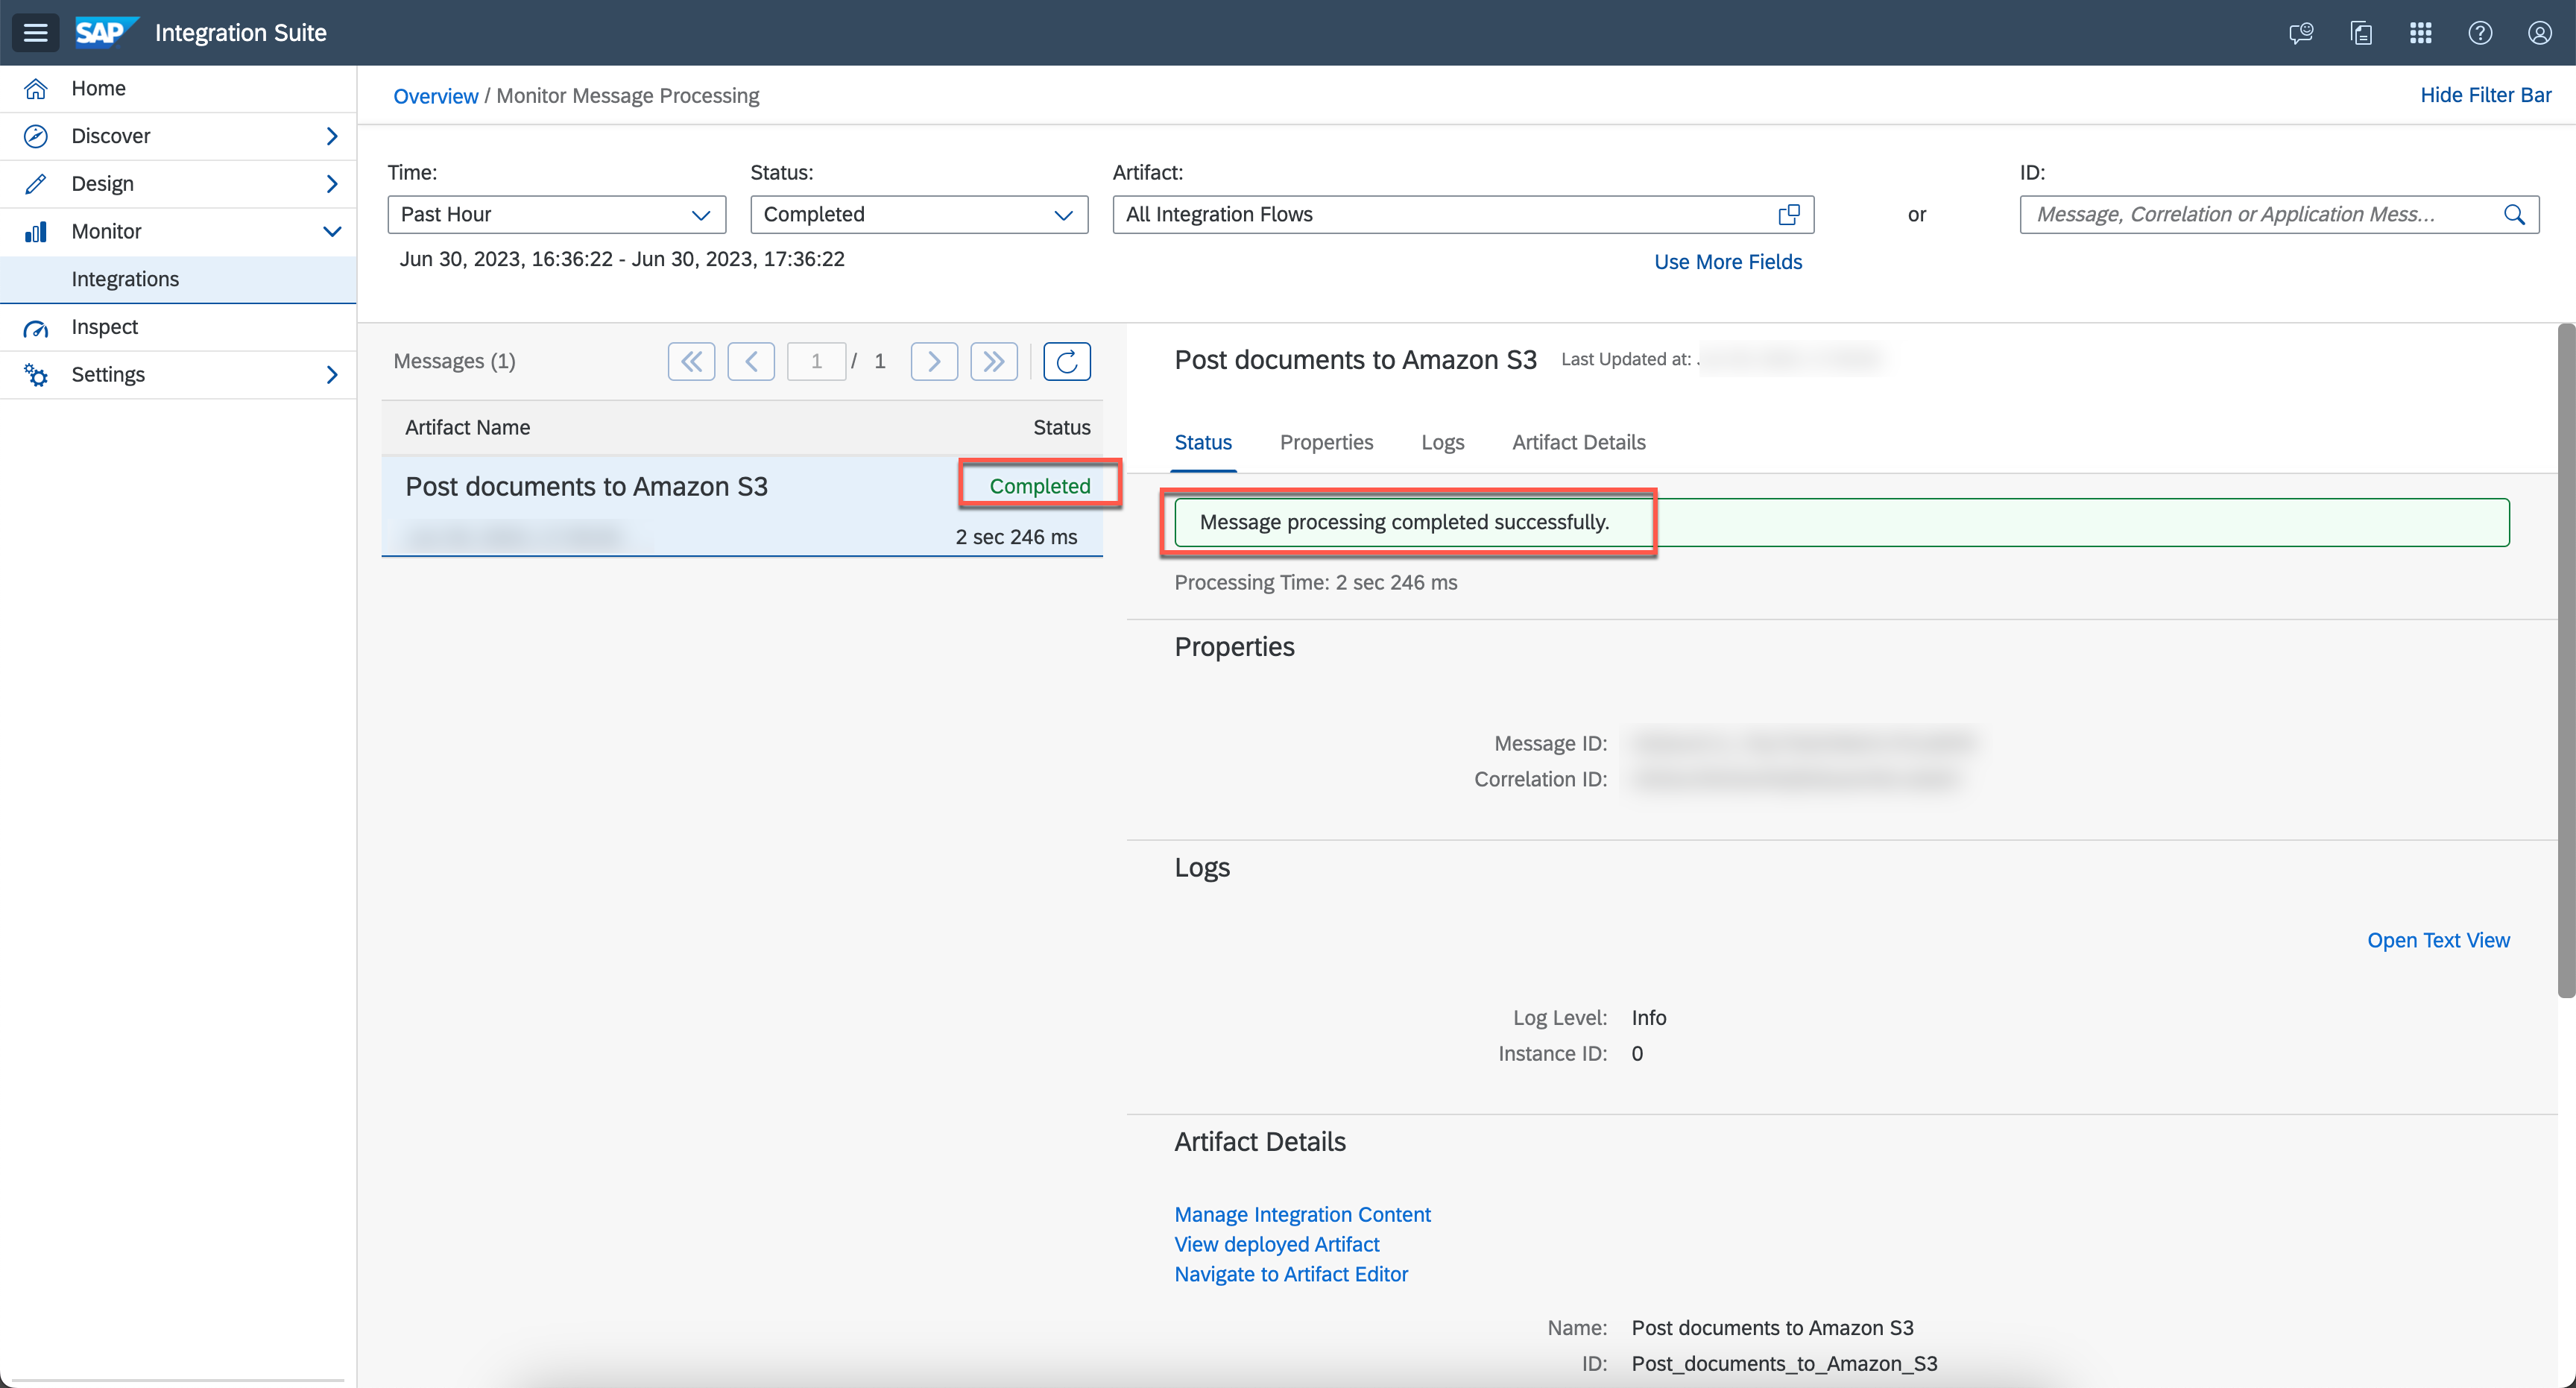 SAP Integration Suite
Home
Discover
Design
Monitor
Integrations
Inspect
Settings
Overview / Monitor Message Processing
Hide Filter Bar
Time:
Past Hour
Jun 30, 2023, 16:36:22 - Jun 30, 2023, 17:36:22
Status:
Completed
Artifact:
All Integration Flows
Use More Fields
or
ID:
Message, Correlation or Application Mess...
Messages (1)
1 / 1
Artifact Name Status
Post documents to Amazon S3 Completed
2 sec 246 ms
Post documents to Amazon S3 Last Updated at:
Status Properties Logs Artifact Details
Message processing completed successfully.
Processing Time: 2 sec 246 ms
Properties
Message ID:
Correlation ID:
Logs
Open Text View
Log Level: Info
Instance ID: 0
Artifact Details
Manage Integration Content
View deployed Artifact
Navigate to Artifact Editor
Name: Post documents to Amazon S3
ID: Post_documents_to_Amazon_S3